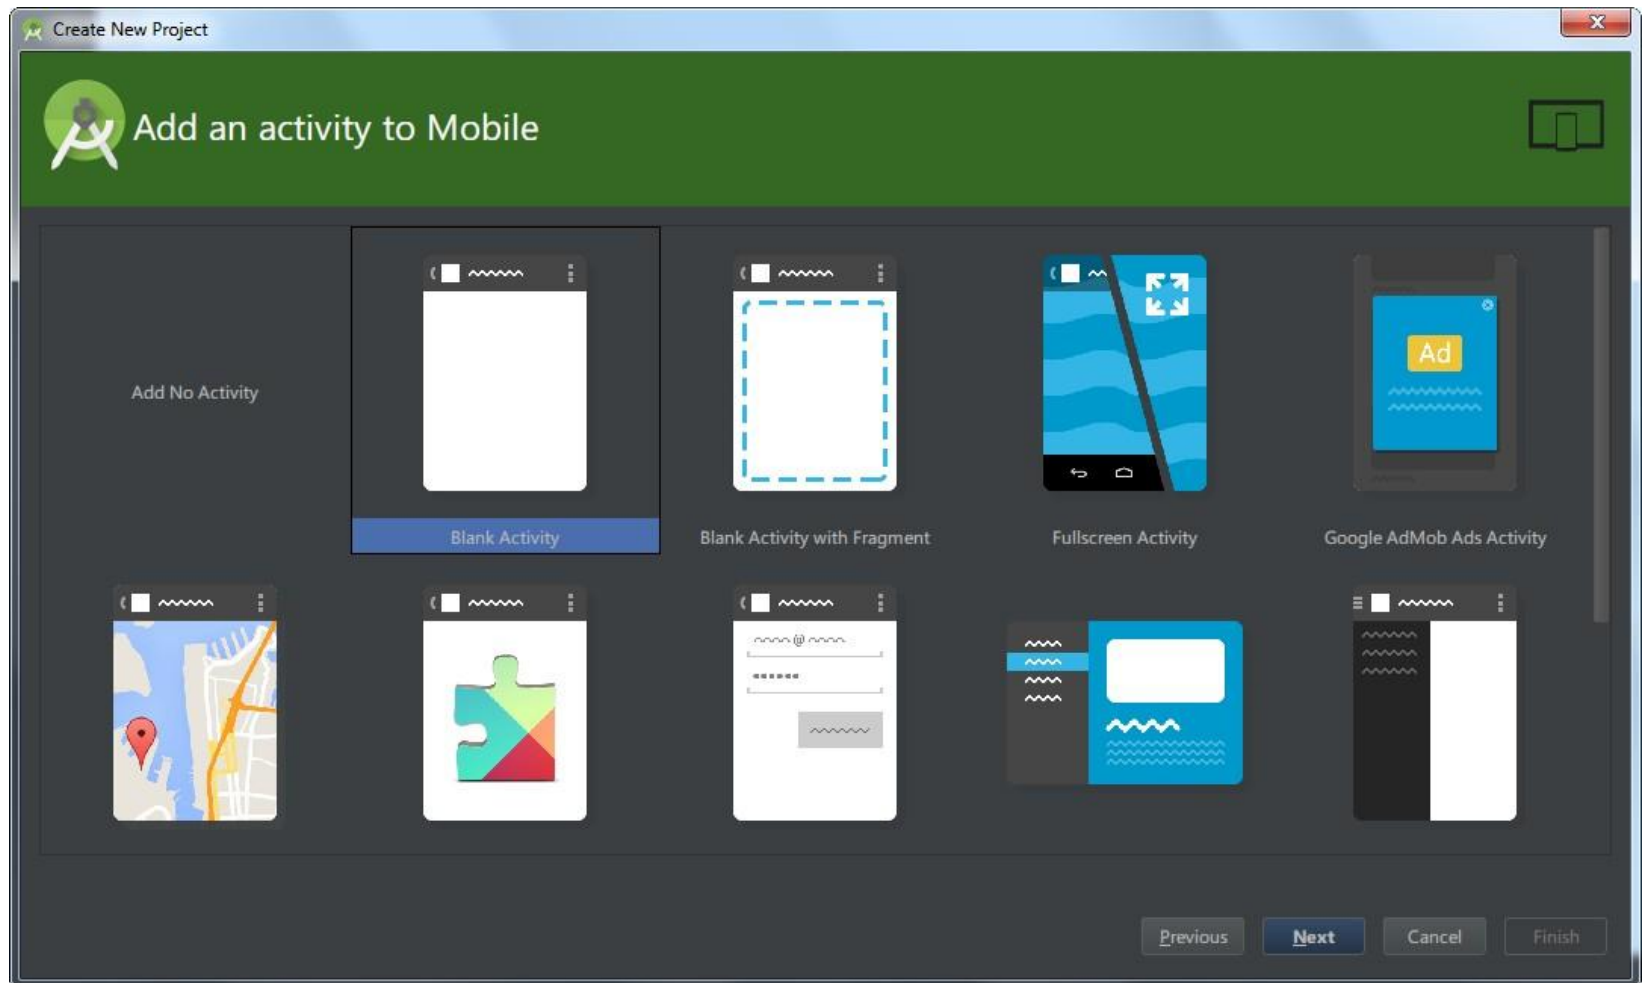 Create New Project
Add an activity to Mobile
Ad
Add No Activity
Blank Activity
Blank Activity with Fragment
Fullscreen Activity
Google AdMob Ads Activity
@
Previous
Next
Cancel
Finish